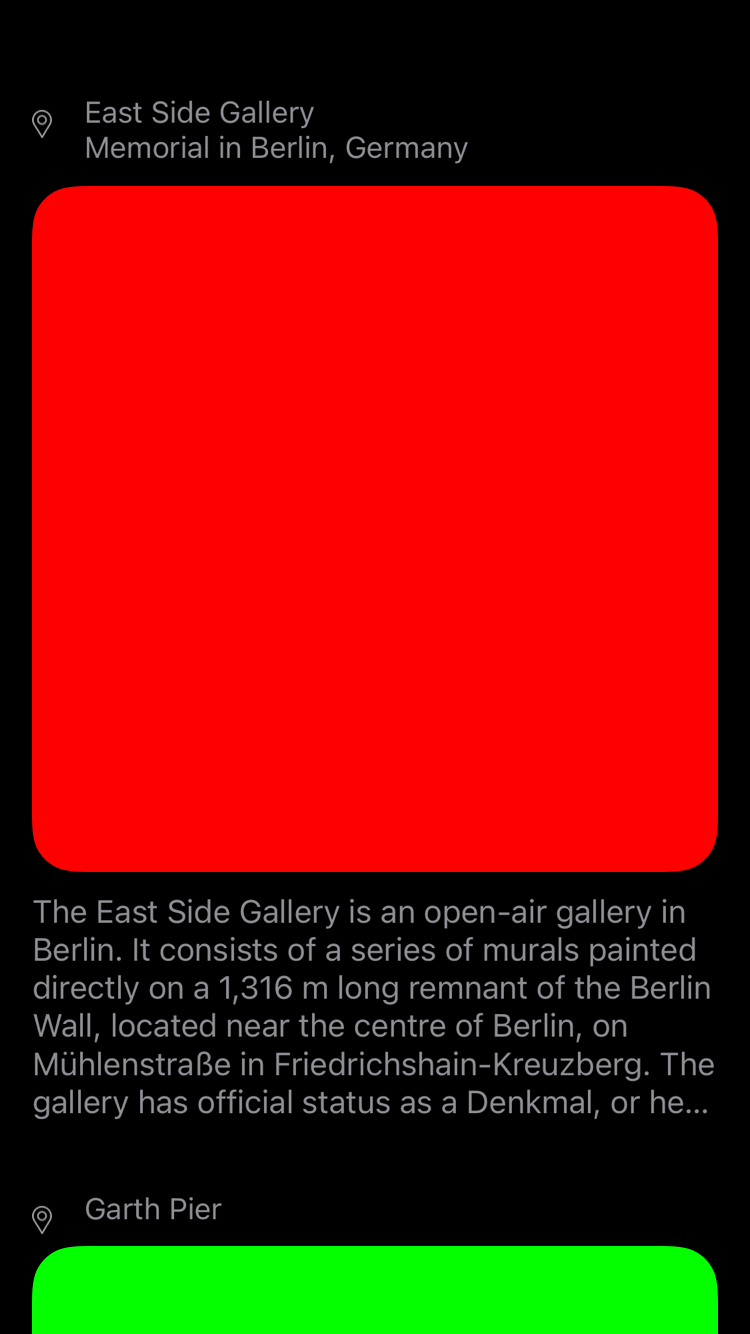 East Side Gallery
Memorial in Berlin, Germany
The East Side Gallery is an open-air gallery in
Berlin. It consists of a series of murals painted
directly on a 1,316 m long remnant of the Berlin
Wall, located near the centre of Berlin, on
Mühlenstraße in Friedrichshain-Kreuzberg. The
gallery has official status as a Denkmal, or he...
Garth Pier